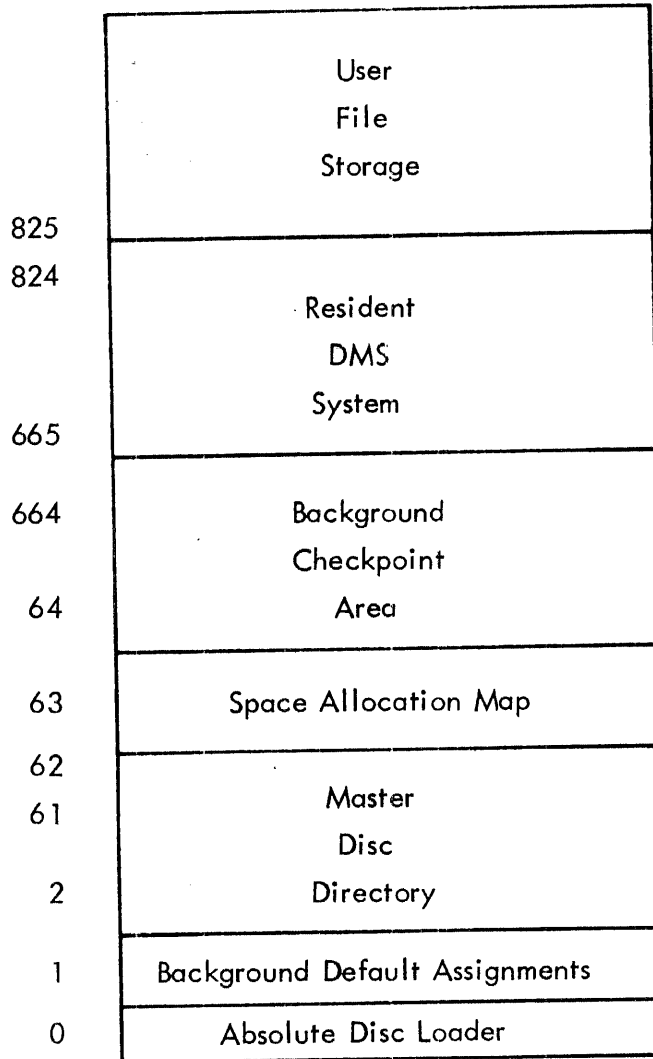 User
File
Storage
825
824
Resident
DMS
System
665
664 Background
Checkpoint
64 Area
63 Space Allocation Map
62
61 Master
Disc
2 Directory
1 Background Default Assignments
0 Absolute Disc Loader